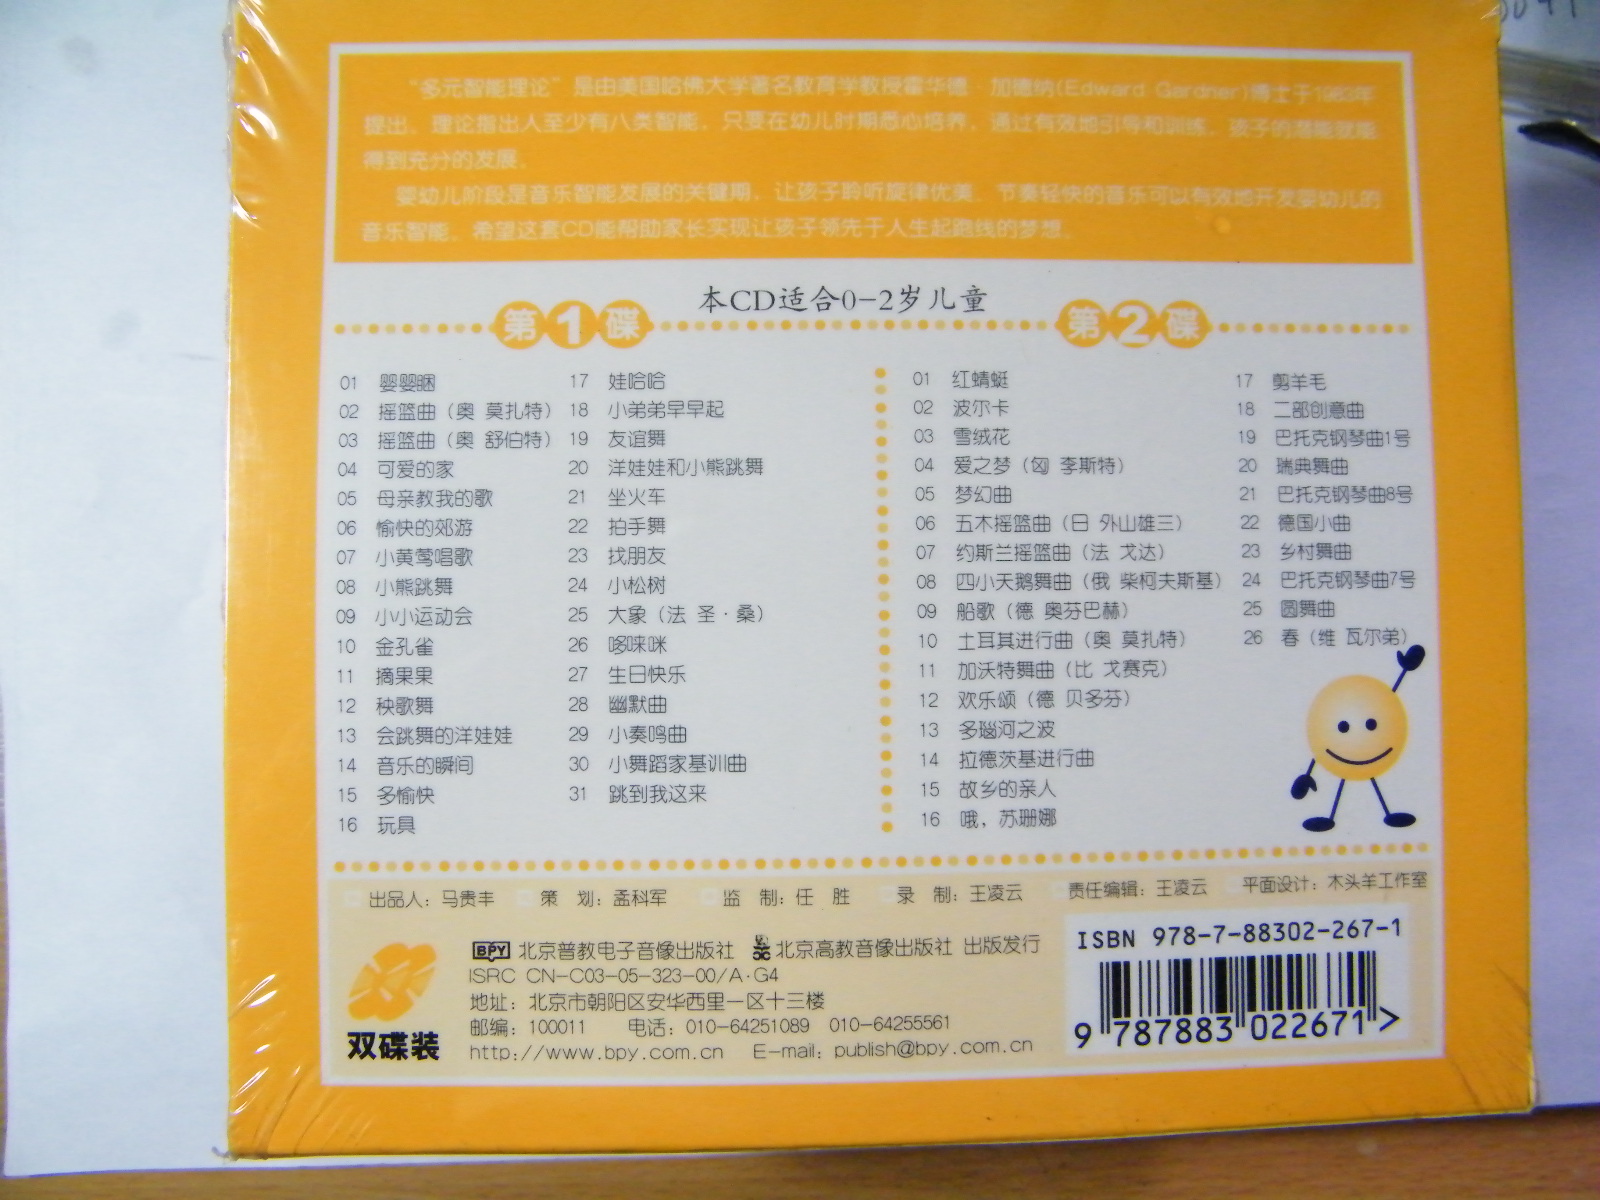 “多元智能理论”是由美国哈佛大学著名教育学教授霍华德·加德纳(Edward Gardner)博士于1983年
提出。理论指出人至少有八类智能。只要在幼儿时期悉心培养，通过有效地引导和训练，孩子的潜能就能
得到充分的发展。
婴幼儿阶段是音乐智能发展的关键期，让孩子聆听旋律优美、节奏轻快的音乐可以有效地开发婴幼儿的
音乐智能。希望这套CD能帮助家长实现让孩子领先于人生起跑线的梦想。
本CD适合0-2岁儿童
第1碟
01 婴婴睏
02 摇篮曲（奥 莫扎特）
03 摇篮曲（奥 舒伯特）
04 可爱的家
05 母亲教我的歌
06 愉快的郊游
07 小黄莺唱歌
08 小熊跳舞
09 小小运动会
10 金孔雀
11 摘果果
12 秧歌舞
13 会跳舞的洋娃娃
14 音乐的瞬间
15 多愉快
16 玩具
17 娃哈哈
18 小弟弟早早起
19 友谊舞
20 洋娃娃和小熊跳舞
21 坐火车
22 拍手舞
23 找朋友
24 小松树
25 大象（法 圣·桑）
26 哆唻咪
27 生日快乐
28 幽默曲
29 小奏鸣曲
30 小舞蹈家基训曲
31 跳到我这来
第2碟
01 红蜻蜓
02 波尔卡
03 雪绒花
04 爱之梦（匈 李斯特）
05 梦幻曲
06 五木摇篮曲（日 外山雄三）
07 约斯兰摇篮曲（法 戈达）
08 四小天鹅舞曲（俄 柴柯夫斯基）
09 船歌（德 奥芬巴赫）
10 土耳其进行曲（奥 莫扎特）
11 加沃特舞曲（比 戈赛克）
12 欢乐颂（德 贝多芬）
13 多瑙河之波
14 拉德茨基进行曲
15 故乡的亲人
16 哦，苏珊娜
17 剪羊毛
18 二部创意曲
19 巴托克钢琴曲1号
20 瑞典舞曲
21 巴托克钢琴曲8号
22 德国小曲
23 乡村舞曲
24 巴托克钢琴曲7号
25 圆舞曲
26 春（维 瓦尔弟）
出品人：马贵丰 策 划：孟科军 监 制：任 胜 录 制：王凌云 责任编辑：王凌云 平面设计：木头羊工作室
双碟装
BPY 北京普教电子音像出版社 北京高教音像出版社 出版发行
ISRC CN-C03-05-323-00/A·G4
地址：北京市朝阳区安华西里一区十三楼
邮编：100011 电话：010-64251089 010-64255561
http://www.bpy.com.cn E-mail：publish@bpy.com.cn
ISBN 978-7-88302-267-1
9 787883 022671 >